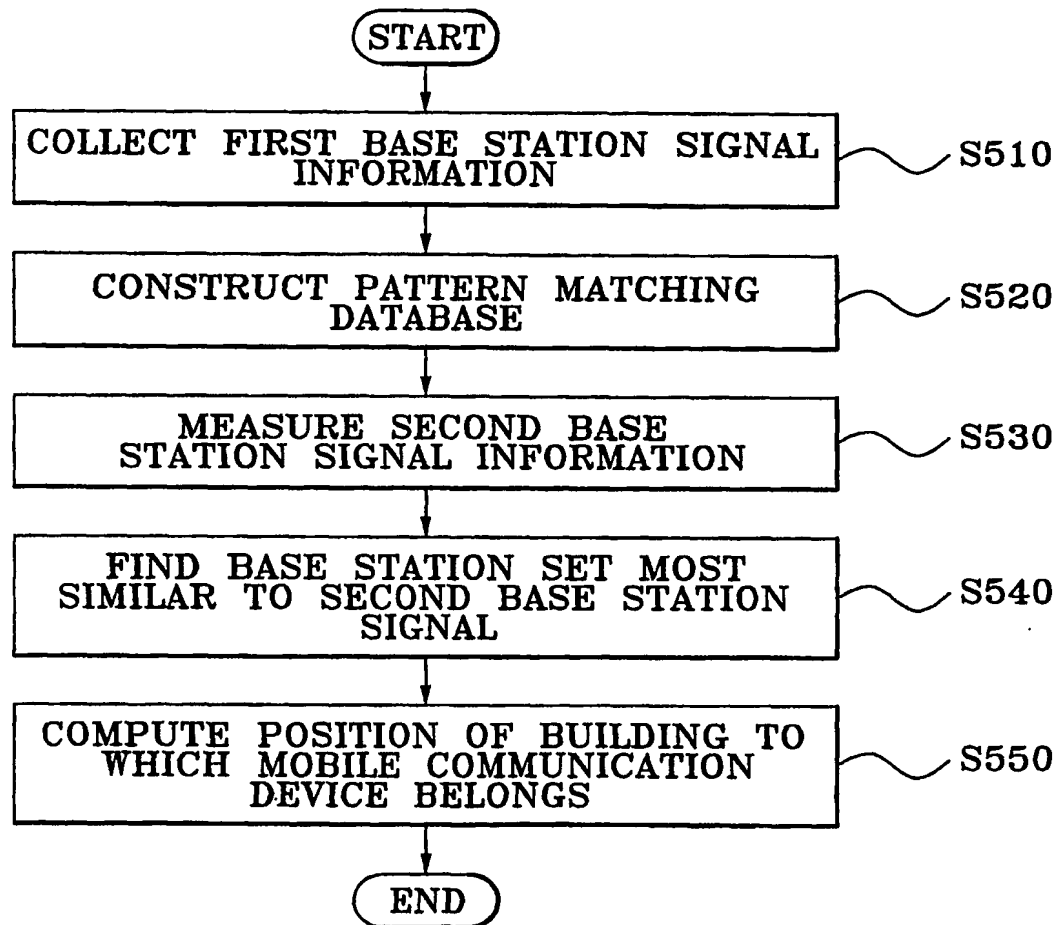 START
COLLECT FIRST BASE STATION SIGNAL
INFORMATION
S510
CONSTRUCT PATTERN MATCHING
DATABASE
S520
MEASURE SECOND BASE
STATION SIGNAL INFORMATION
S530
FIND BASE STATION SET MOST
SIMILAR TO SECOND BASE STATION
SIGNAL
S540
COMPUTE POSITION OF BUILDING TO
WHICH MOBILE COMMUNICATION
DEVICE BELONGS
S550
END